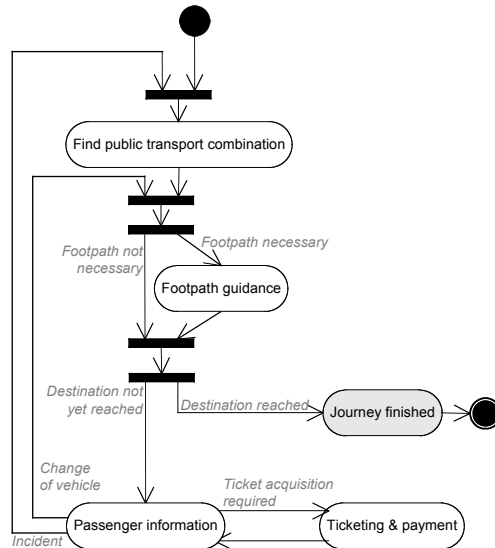 Find public transport combination
Footpath not
necessary
Footpath necessary
Footpath guidance
Destination not
yet reached
Destination reached
Journey finished
Change
of vehicle
Ticket acquisition
required
Passenger information
Ticketing & payment
Incident